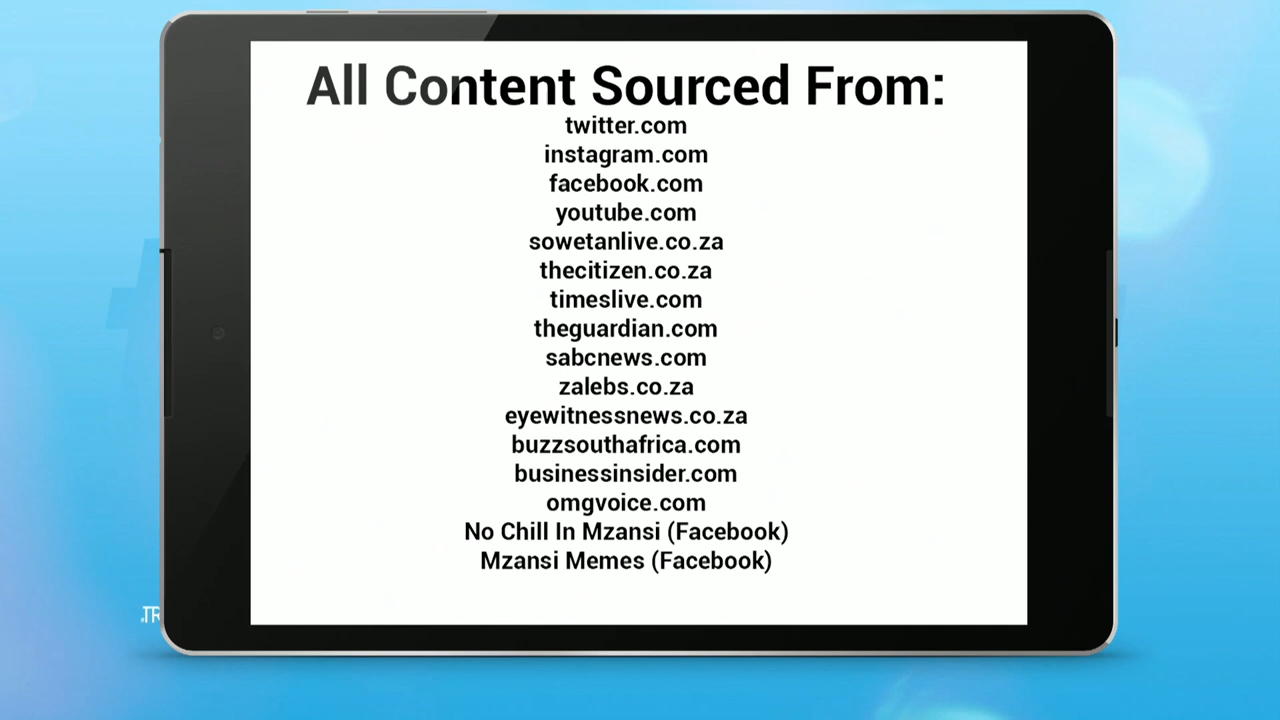 All Content Sourced From:
twitter.com
instagram.com
facebook.com
youtube.com
sowetanlive.co.za
thecitizen.co.za
timeslive.com
theguardian.com
sabcnews.com
zalebs.co.za
eyewitnessnews.co.za
buzzsouthafrica.com
businessinsider.com
omgvoice.com
No Chill In Mzansi (Facebook)
Mzansi Memes (Facebook)